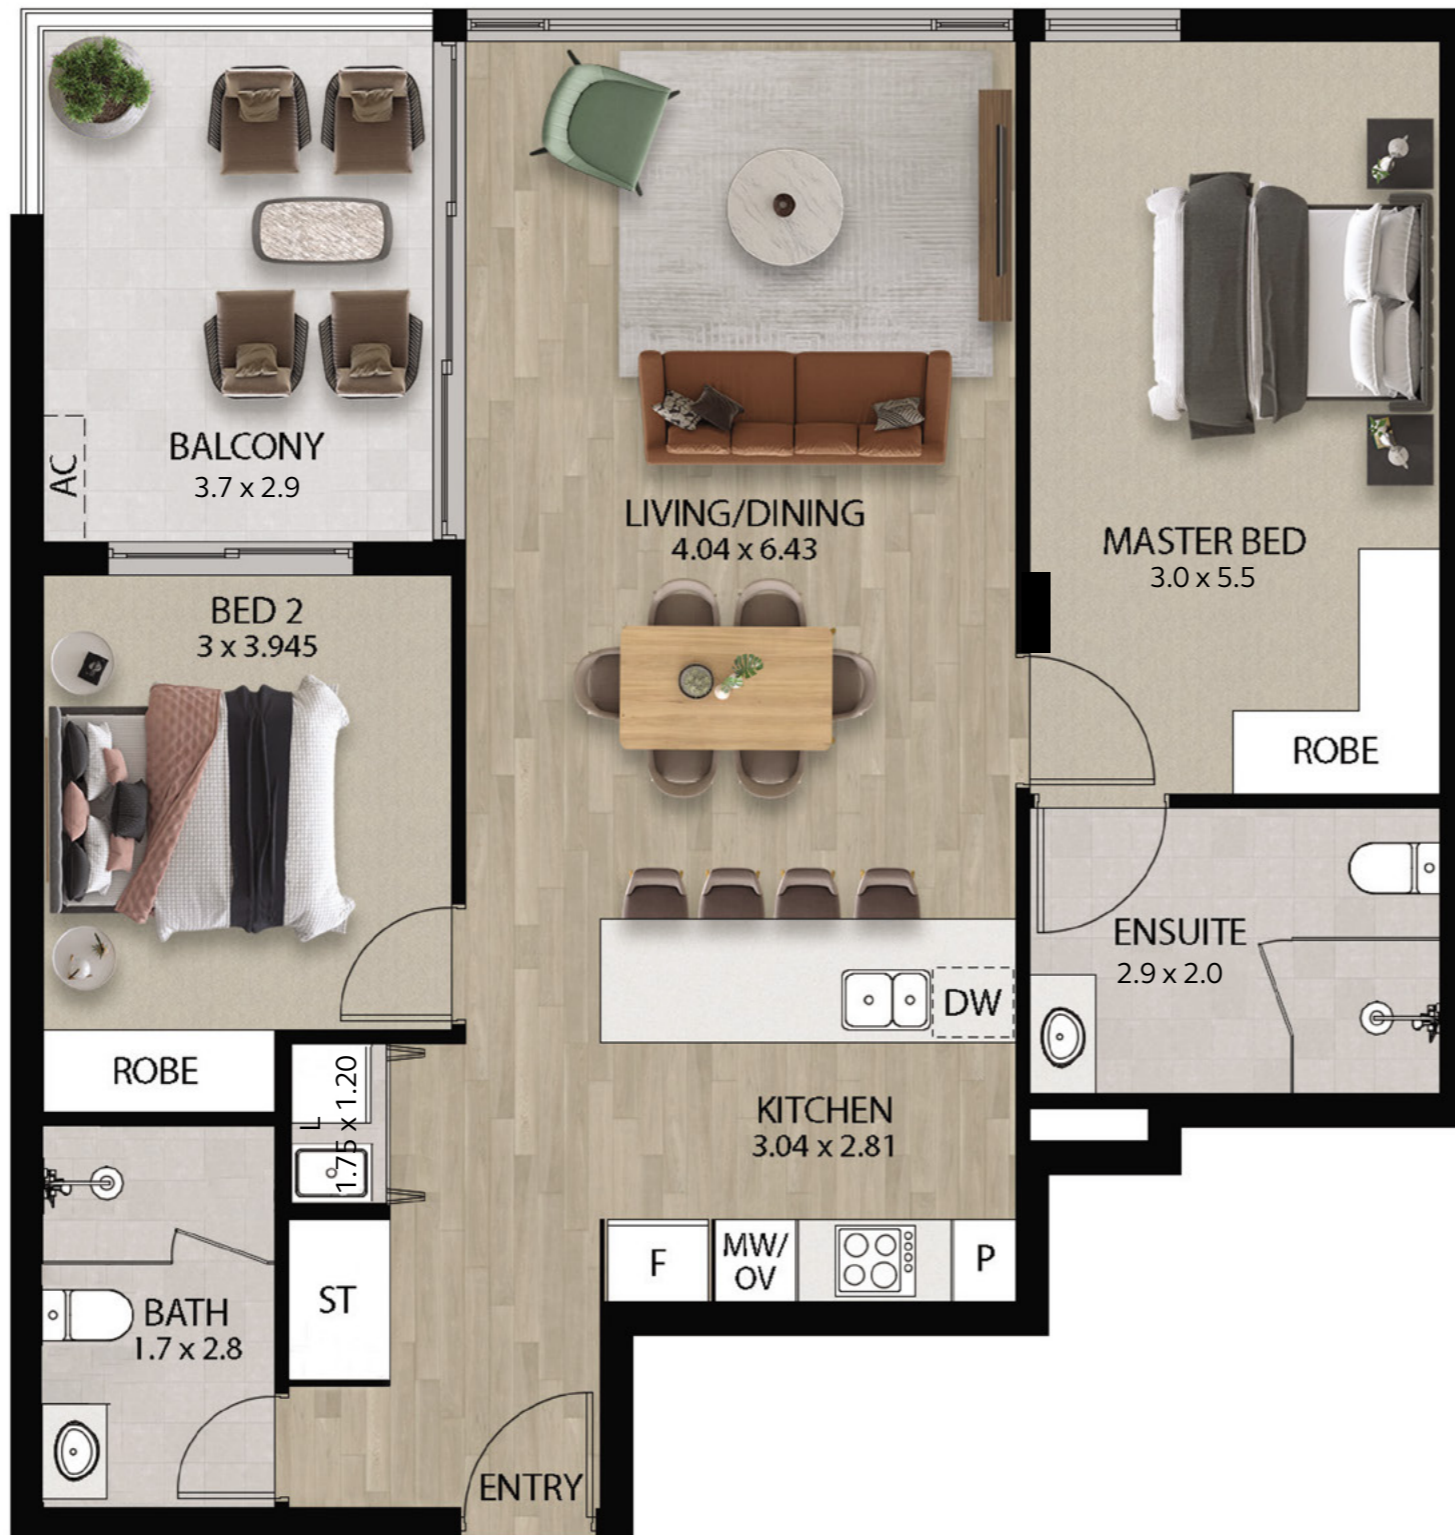 BALCONY
3.7 x 2.9
AC
LIVING/DINING
4.04 x 6.43
MASTER BED
3.0 x 5.5
ROBE
BED 2
3 x 3.945
ROBE
ENSUITE
2.9 x 2.0
DW
KITCHEN
3.04 x 2.81
L
1.75 x 1.20
F
MW/
OV
P
ST
BATH
1.7 x 2.8
ENTRY